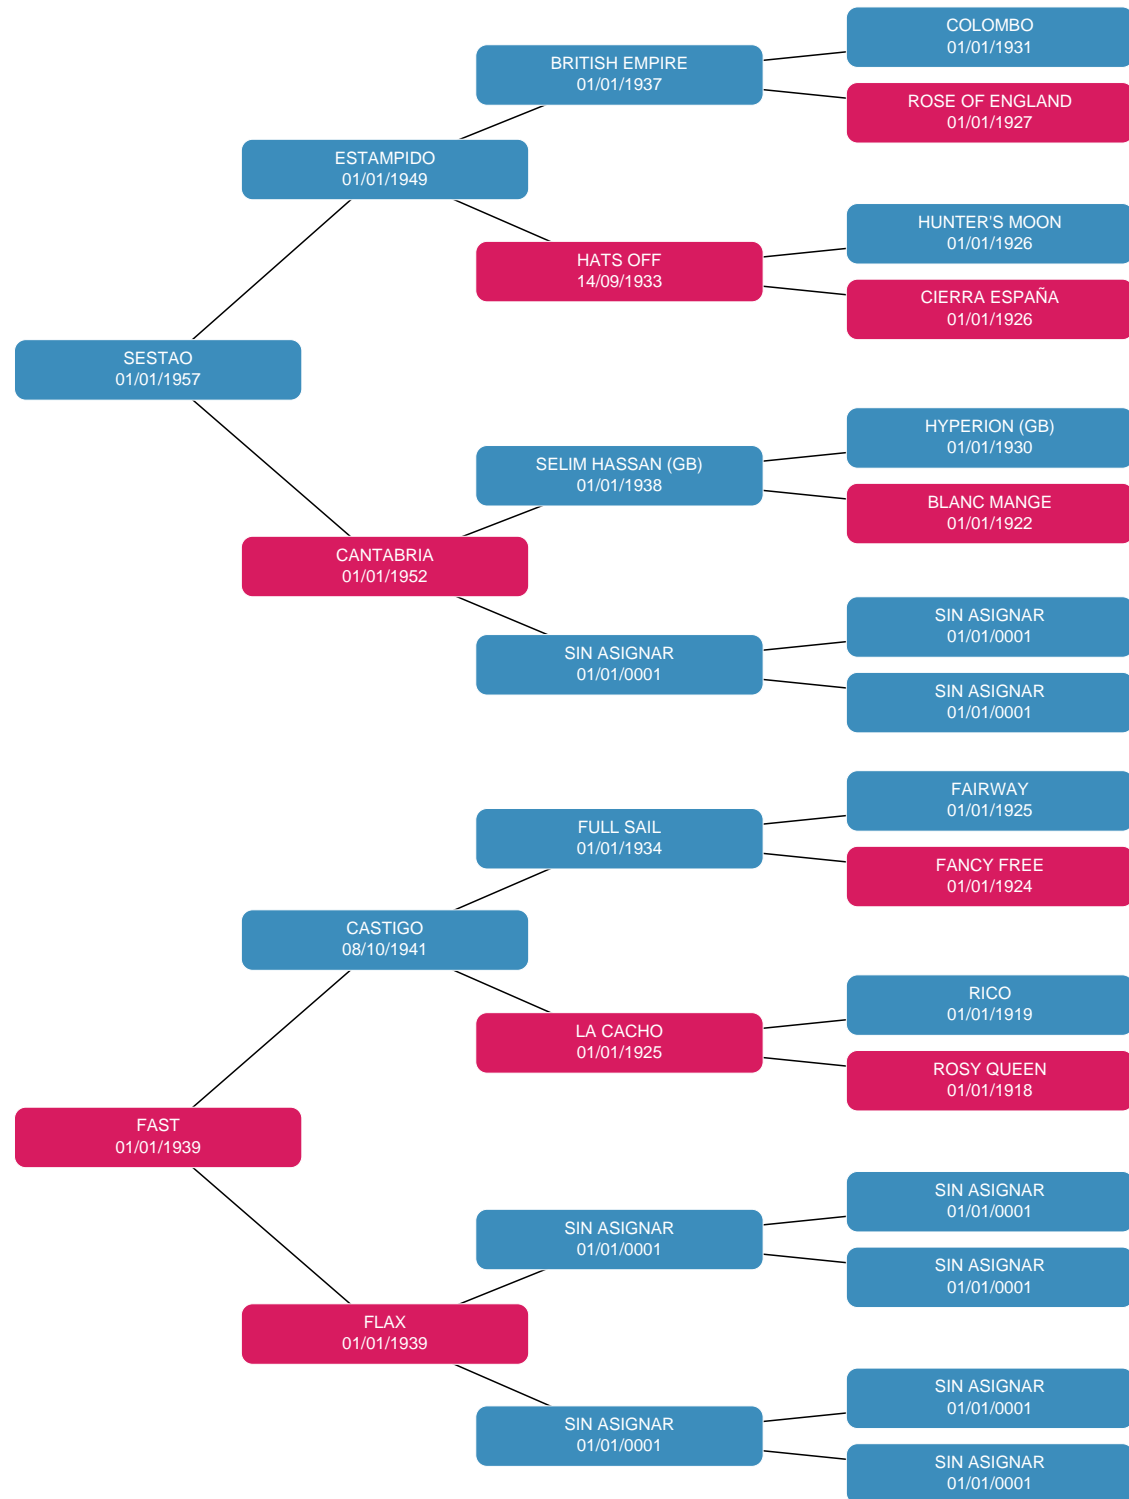 COLOMBO
01/01/1931
BRITISH EMPIRE
01/01/1937
ROSE OF ENGLAND
01/01/1927
ESTAMPIDO
01/01/1949
HUNTER'S MOON
01/01/1926
HATS OFF
14/09/1933
CIERRA ESPAÑA
01/01/1926
SESTAO
01/01/1957
HYPERION (GB)
01/01/1930
SELIM HASSAN (GB)
01/01/1938
BLANC MANGE
01/01/1922
CANTABRIA
01/01/1952
SIN ASIGNAR
01/01/0001
SIN ASIGNAR
01/01/0001
SIN ASIGNAR
01/01/0001
FAIRWAY
01/01/1925
FULL SAIL
01/01/1934
FANCY FREE
01/01/1924
CASTIGO
08/10/1941
RICO
01/01/1919
LA CACHO
01/01/1925
ROSY QUEEN
01/01/1918
FAST
01/01/1939
SIN ASIGNAR
01/01/0001
SIN ASIGNAR
01/01/0001
SIN ASIGNAR
01/01/0001
FLAX
01/01/1939
SIN ASIGNAR
01/01/0001
SIN ASIGNAR
01/01/0001
SIN ASIGNAR
01/01/0001